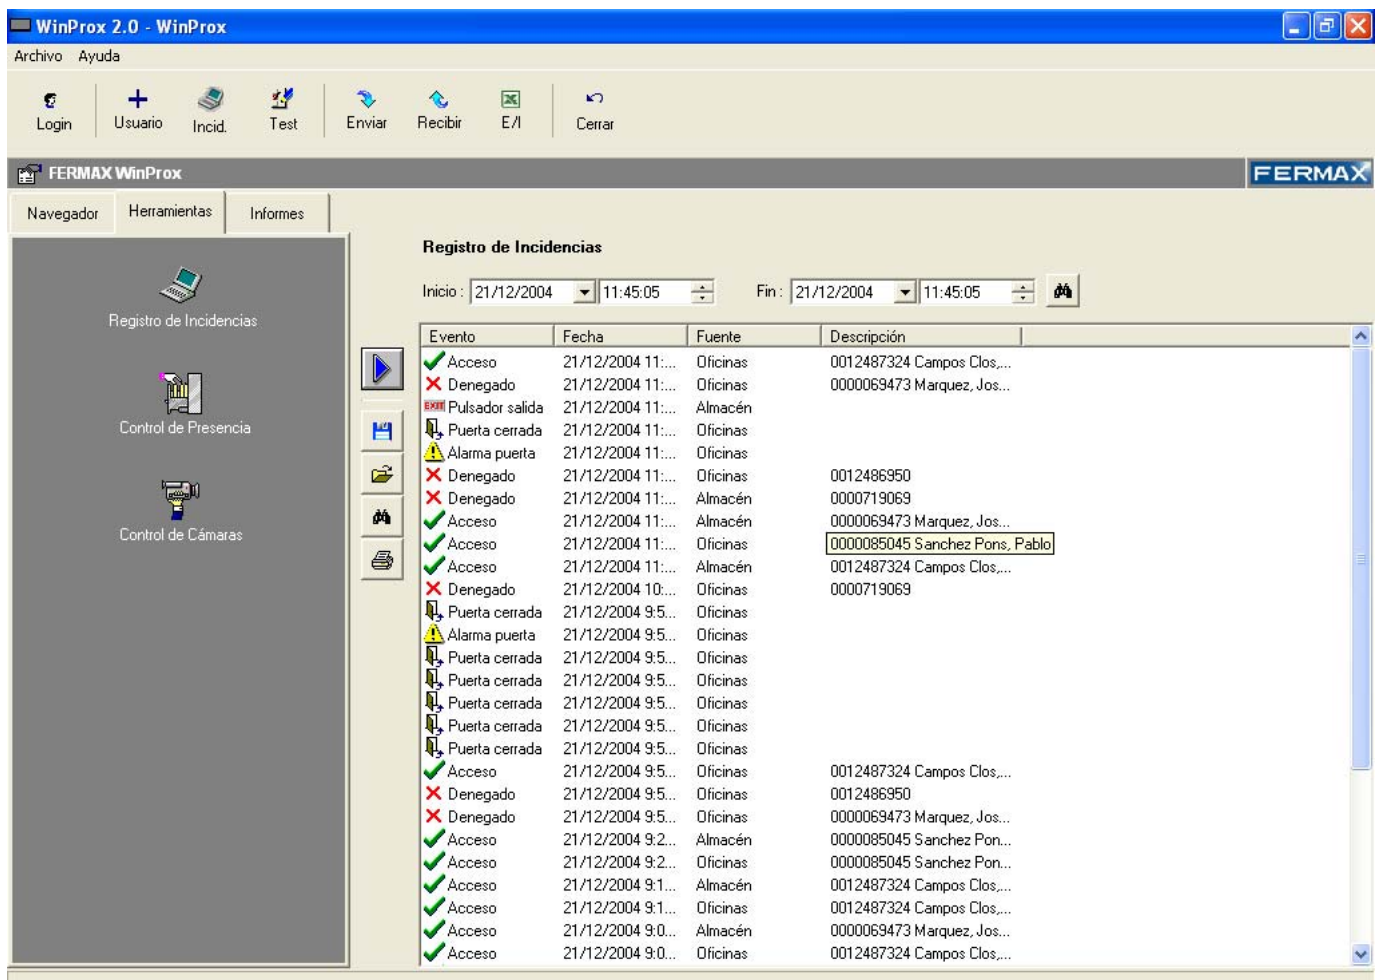 WinProx 2.0 - WinProx
Archivo Ayuda
Login Usuario Incid. Test Enviar Recibir E/I Cerrar
FERMAX WinProx FERMAX
Navegador Herramientas Informes
Registro de Incidencias
Control de Presencia
Control de Cámaras
Registro de Incidencias
Inicio : 21/12/2004 11:45:05 Fin : 21/12/2004 11:45:05
Evento Fecha Fuente Descripción
Acceso 21/12/2004 11:... Oficinas 0012487324 Campos Clos,...
Denegado 21/12/2004 11:... Oficinas 0000069473 Marquez, Jos...
EXIT Pulsador salida 21/12/2004 11:... Almacén
Puerta cerrada 21/12/2004 11:... Oficinas
Alarma puerta 21/12/2004 11:... Oficinas
Denegado 21/12/2004 11:... Oficinas 0012486950
Denegado 21/12/2004 11:... Almacén 0000719069
Acceso 21/12/2004 11:... Almacén 0000069473 Marquez, Jos...
Acceso 21/12/2004 11:... Oficinas 0000085045 Sanchez Pons, Pablo
Acceso 21/12/2004 11:... Almacén 0012487324 Campos Clos,...
Denegado 21/12/2004 10:... Oficinas 0000719069
Puerta cerrada 21/12/2004 9:5... Oficinas
Alarma puerta 21/12/2004 9:5... Oficinas
Puerta cerrada 21/12/2004 9:5... Oficinas
Puerta cerrada 21/12/2004 9:5... Oficinas
Puerta cerrada 21/12/2004 9:5... Oficinas
Puerta cerrada 21/12/2004 9:5... Oficinas
Puerta cerrada 21/12/2004 9:5... Oficinas
Acceso 21/12/2004 9:5... Oficinas 0012487324 Campos Clos,...
Denegado 21/12/2004 9:5... Oficinas 0012486950
Denegado 21/12/2004 9:5... Oficinas 0000069473 Marquez, Jos...
Acceso 21/12/2004 9:2... Almacén 0000085045 Sanchez Pon...
Acceso 21/12/2004 9:2... Oficinas 0000085045 Sanchez Pon...
Acceso 21/12/2004 9:1... Almacén 0012487324 Campos Clos,...
Acceso 21/12/2004 9:1... Oficinas 0012487324 Campos Clos,...
Acceso 21/12/2004 9:0... Almacén 0000069473 Marquez, Jos...
Acceso 21/12/2004 9:0... Oficinas 0012487324 Campos Clos,...